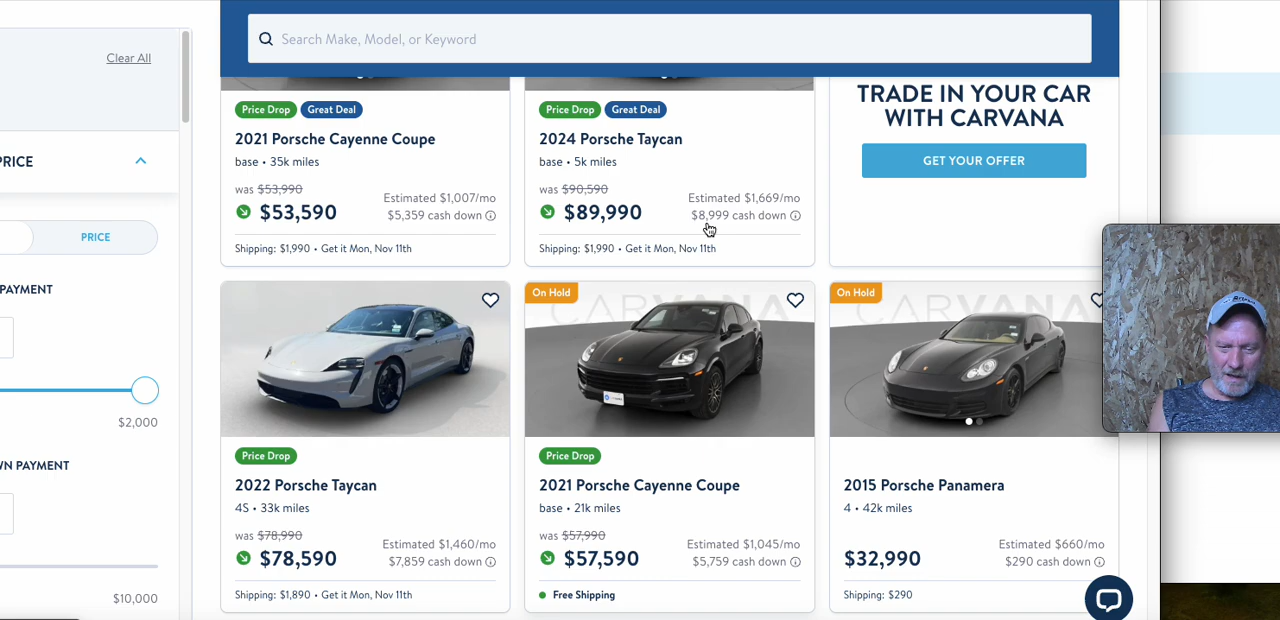 Clear All
PRICE
PRICE
PAYMENT
$2,000
WN PAYMENT
$10,000
Search Make, Model, or Keyword
Price Drop Great Deal
2021 Porsche Cayenne Coupe
base • 35k miles
was $53,990
$53,590
Estimated $1,007/mo
$5,359 cash down
Shipping: $1,990 • Get it Mon, Nov 11th
Price Drop Great Deal
2024 Porsche Taycan
base • 5k miles
was $90,590
$89,990
Estimated $1,669/mo
$8,999 cash down
Shipping: $1,990 • Get it Mon, Nov 11th
TRADE IN YOUR CAR
WITH CARVANA
GET YOUR OFFER
Price Drop
2022 Porsche Taycan
4S • 33k miles
was $78,990
$78,590
Estimated $1,460/mo
$7,859 cash down
Shipping: $1,890 • Get it Mon, Nov 11th
On Hold
CARVANA
Price Drop
2021 Porsche Cayenne Coupe
base • 21k miles
was $57,990
$57,590
Estimated $1,045/mo
$5,759 cash down
Free Shipping
On Hold
CARVANA
2015 Porsche Panamera
4 • 42k miles
$32,990
Estimated $660/mo
$290 cash down
Shipping: $290